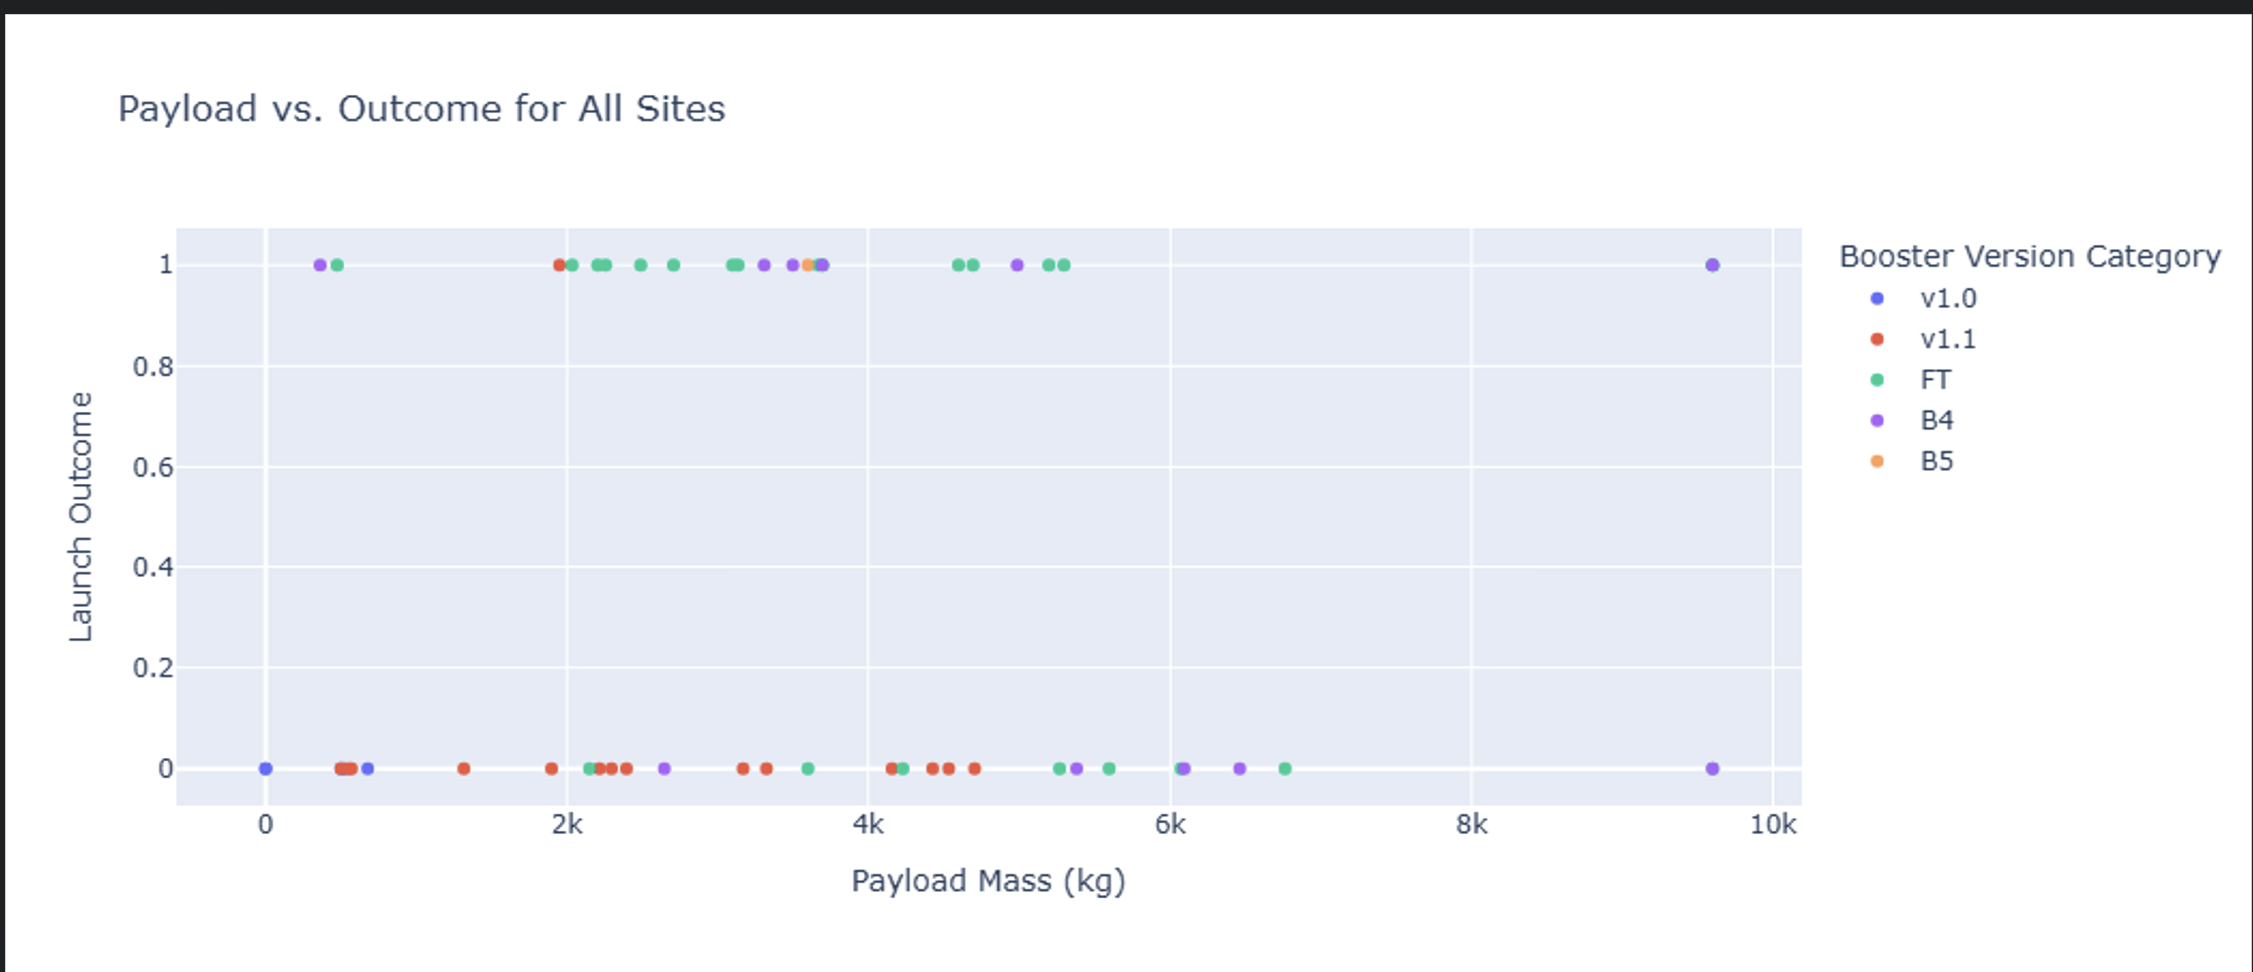 Payload vs. Outcome for All Sites
Booster Version Category
v1.0
v1.1
FT
B4
B5
1
0.8
0.6
0.4
0.2
0
Launch Outcome
0
2k
4k
6k
8k
10k
Payload Mass (kg)